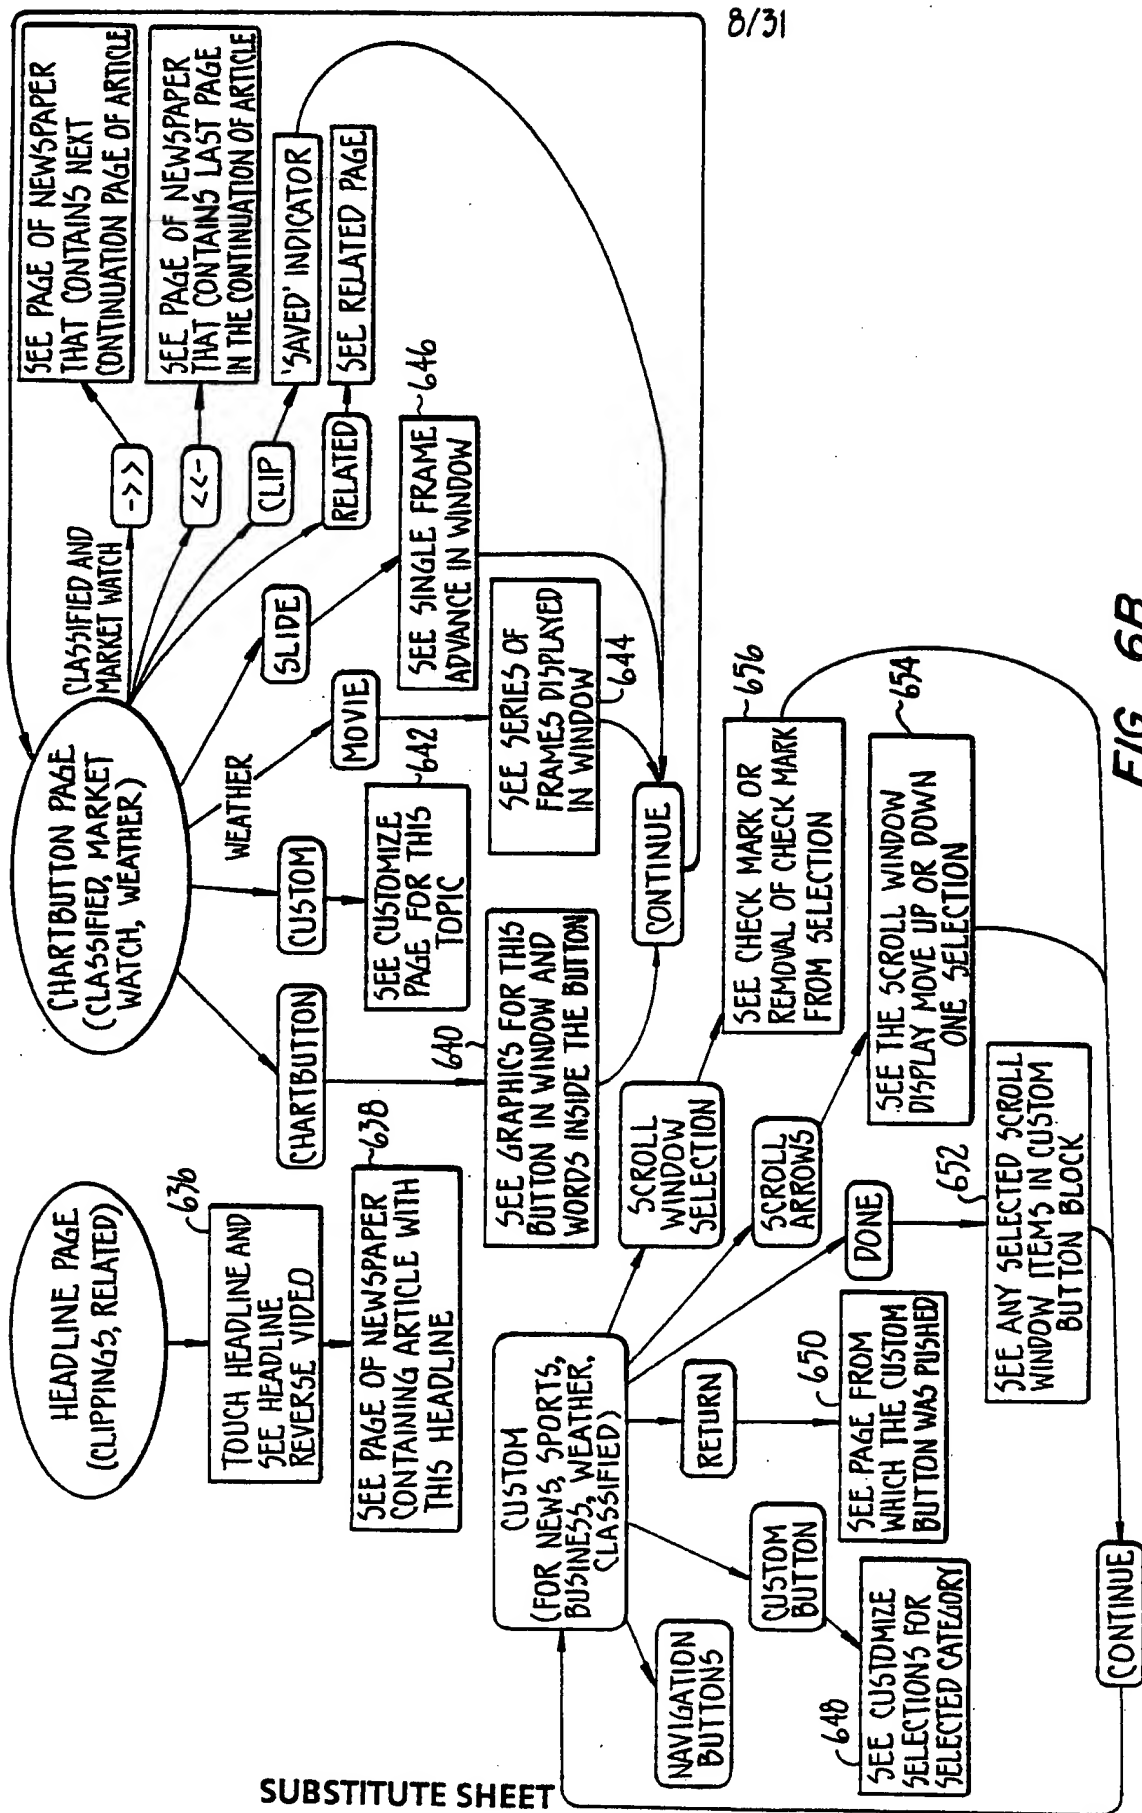 8/31
HEADLINE PAGE
(CLIPPINGS, RELATED)
636
TOUCH HEADLINE AND
SEE HEADLINE
REVERSE VIDEO
638
SEE PAGE OF NEWSPAPER
CONTAINING ARTICLE WITH
THIS HEADLINE
CHARTBUTTON PAGE
(CLASSIFIED, MARKET
WATCH, WEATHER)
CHARTBUTTON
640
SEE GRAPHICS FOR THIS
BUTTON IN WINDOW AND
WORDS INSIDE THE BUTTON
CUSTOM
642
SEE CUSTOMIZE
PAGE FOR THIS
TOPIC
WEATHER
MOVIE
SEE SERIES OF
FRAMES DISPLAYED
IN WINDOW
644
SLIDE
646
SEE SINGLE FRAME
ADVANCE IN WINDOW
CLASSIFIED AND
MARKET WATCH
->>
<<-
CLIP
RELATED
SEE PAGE OF NEWSPAPER
THAT CONTAINS NEXT
CONTINUATION PAGE OF ARTICLE
SEE PAGE OF NEWSPAPER
THAT CONTAINS LAST PAGE
IN THE CONTINUATION OF ARTICLE
'SAVED' INDICATOR
SEE RELATED PAGE
CONTINUE
CUSTOM
(FOR NEWS, SPORTS,
BUSINESS, WEATHER,
CLASSIFIED)
NAVIGATION
BUTTONS
CUSTOM
BUTTON
648
SEE CUSTOMIZE
SELECTIONS FOR
SELECTED CATEGORY
RETURN
650
SEE PAGE FROM
WHICH THE CUSTOM
BUTTON WAS PUSHED
DONE
652
SEE ANY SELECTED SCROLL
WINDOW ITEMS IN CUSTOM
BUTTON BLOCK
SCROLL
ARROWS
654
SEE THE SCROLL WINDOW
DISPLAY MOVE UP OR DOWN
ONE SELECTION
SCROLL
WINDOW
SELECTION
656
SEE CHECK MARK OR
REMOVAL OF CHECK MARK
FROM SELECTION
CONTINUE
FIG. 6B
SUBSTITUTE SHEET